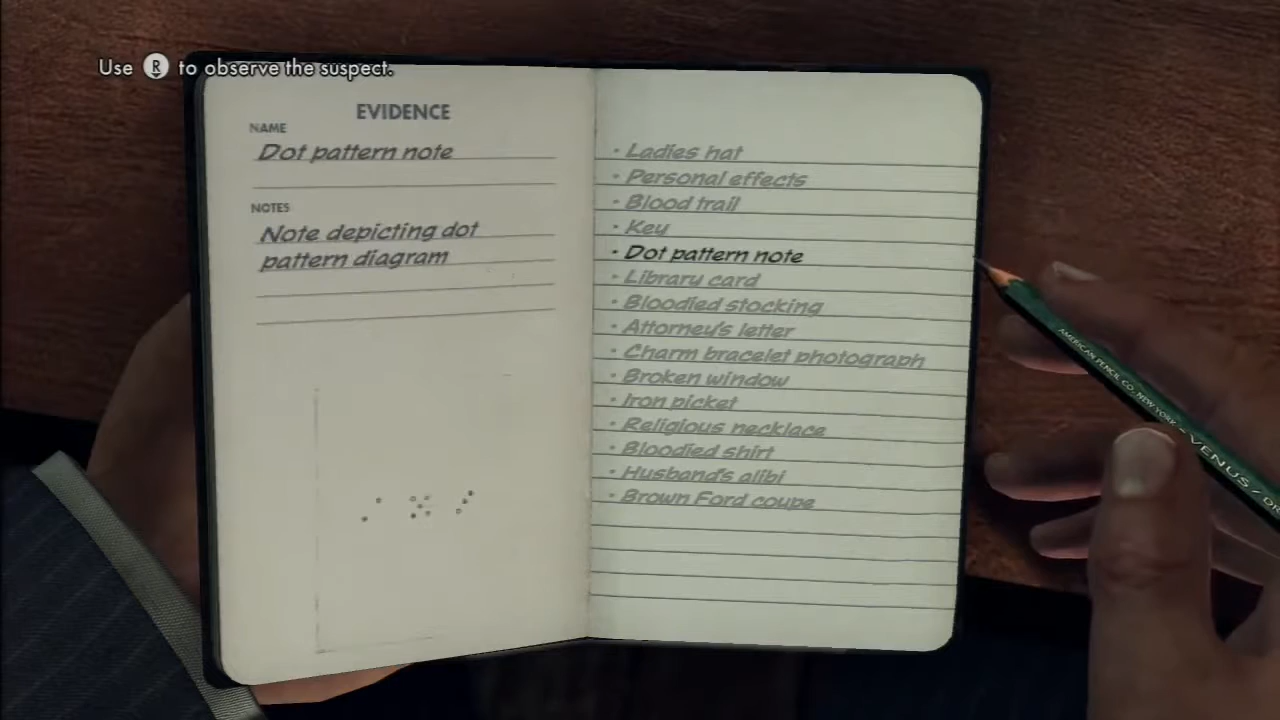 Use R to observe the suspect.
EVIDENCE
NAME
Dot pattern note
NOTES
Note depicting dot
pattern diagram
• Ladies hat
• Personal effects
• Blood trail
• Key
• Dot pattern note
• Library card
• Bloodied stocking
• Attorney's letter
• Charm bracelet photograph
• Broken window
• Iron picket
• Religious necklace
• Bloodied shirt
• Husband's alibi
• Brown Ford coupe
AMERICAN PENCIL CO. NEW YORK - VENUS / DR